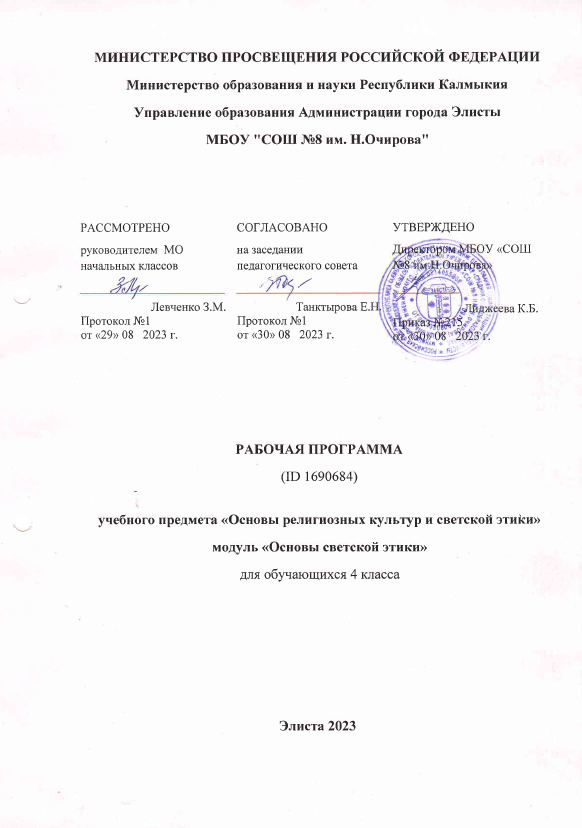 МИНИСТЕРСТВО ПРОСВЕЩЕНИЯ РОССИЙСКОЙ ФЕДЕРАЦИИ
Министерство образования и науки Республики Калмыкия
Управление образования Администрации города Элисты
МБОУ "СОШ №8 им. Н.Очирова"
РАССМОТРЕНО
руководителем МО
начальных классов
Левченко З.М.
Протокол №1
от «29» 08 2023 г.
СОГЛАСОВАНО
на заседании
педагогического совета
Танктырова Е.Н.
Протокол №1
от «30» 08 2023 г.
УТВЕРЖДЕНО
Директором МБОУ «СОШ
№8 им.Н.Очирова»
К.Б.
Приказ №215
от «30» 08 2023 г.
РАБОЧАЯ ПРОГРАММА
(ID 1690684)
учебного предмета «Основы религиозных культур и светской этики»
модуль «Основы светской этики»
для обучающихся 4 класса
Элиста 2023